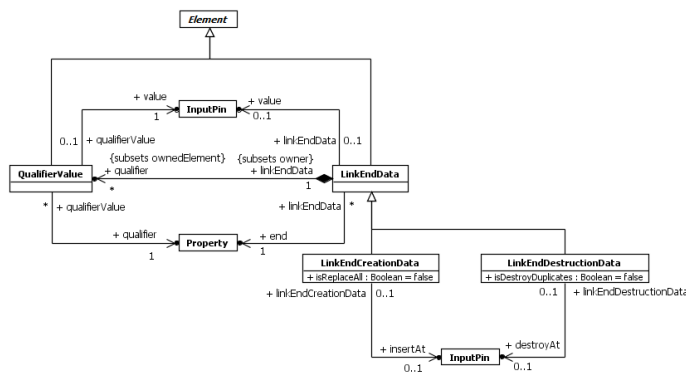 Element
+ value
+ value
InputPin
1
0..1
0..1
+ qualifierValue
+ linkEndData
0..1
{subsets ownedElement}
{subsets owner}
QualifierValue
+ qualifier
+ linkEndData
LinkEndData
*
1
* + qualifierValue
+ linkEndData *
+ qualifier
Property
+ end
1
1
LinkEndCreationData
LinkEndDestructionData
+ isReplaceAll : Boolean = false
+ isDestroyDuplicates : Boolean = false
+ linkEndCreationData 0..1
0..1 + linkEndDestructionData
+ insertAt
+ destroyAt
InputPin
0..1
0..1